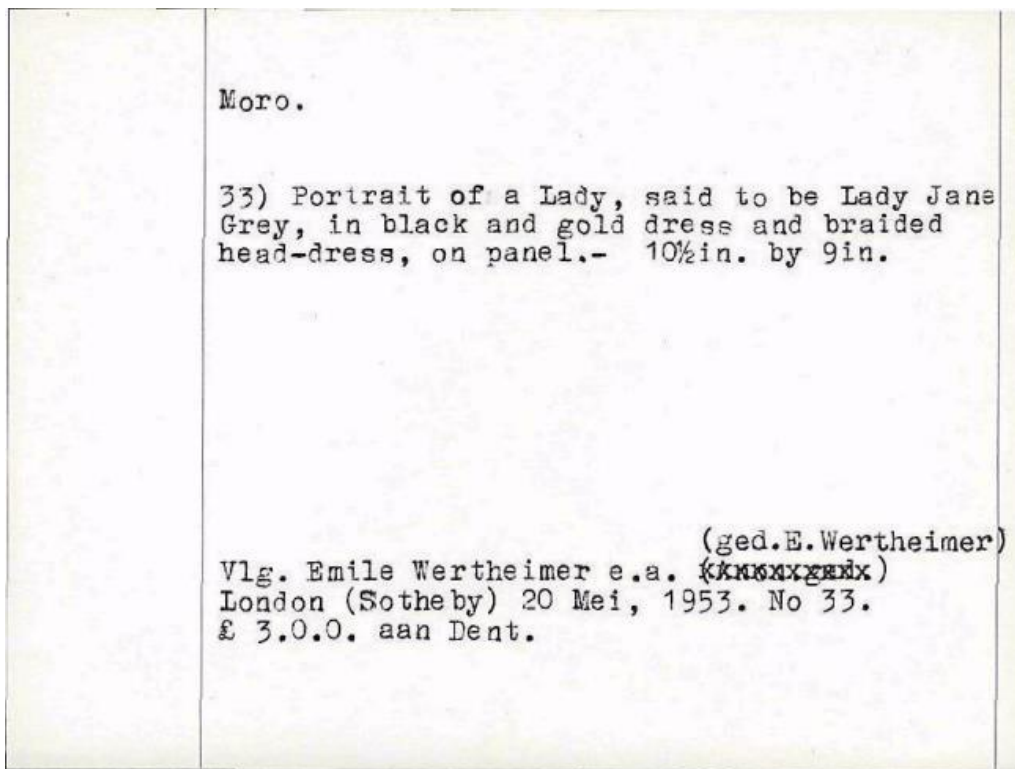 Moro.
33) Portrait of a Lady, said to be Lady Jane
Grey, in black and gold dress and braided
head-dress, on panel.- 10½in. by 9in.
(ged.E.Wertheimer)
Vlg. Emile Wertheimer e.a.
London (Sotheby) 20 Mei, 1953. No 33.
£ 3.0.0. aan Dent.